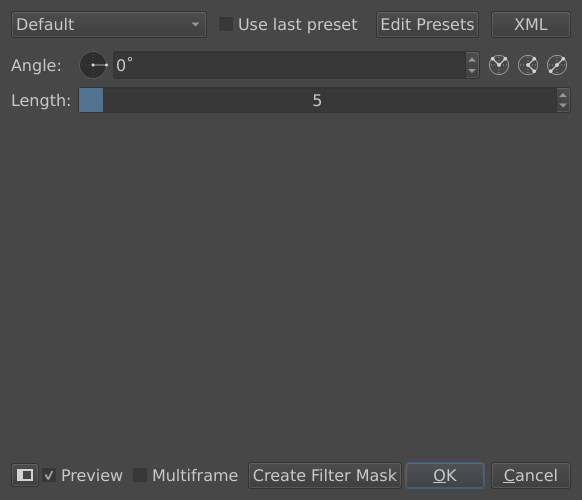 Default Use last preset Edit Presets XML
Angle: 0°
Length: 5
Preview Multiframe Create Filter Mask OK Cancel